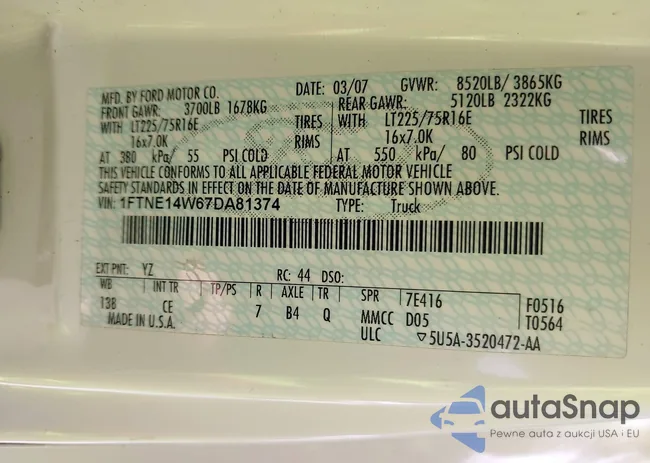 MFD. BY FORD MOTOR CO. DATE: 03/07 GVWR: 8520LB/ 3865KG
FRONT GAWR: 3700LB 1678KG REAR GAWR: 5120LB 2322KG
WITH LT225/75R16E TIRES WITH LT225/75R16E TIRES
16x7.0K RIMS 16x7.0K RIMS
AT 380 kPa/ 55 PSI COLD AT 550 kPa/ 80 PSI COLD
THIS VEHICLE CONFORMS TO ALL APPLICABLE FEDERAL MOTOR VEHICLE
SAFETY STANDARDS IN EFFECT ON THE DATE OF MANUFACTURE SHOWN ABOVE.
VIN: 1FTNE14W67DA81374 TYPE: Truck
EXT PNT: YZ RC: 44 DSO:
WB INT TR TP/PS R AXLE TR SPR 7E416 F0516
138 CE 7 B4 Q MMCC D05 T0564
MADE IN U.S.A. ULC ▽5U5A-3520472-AA
autaSnap
Pewne auta z aukcji USA i EU